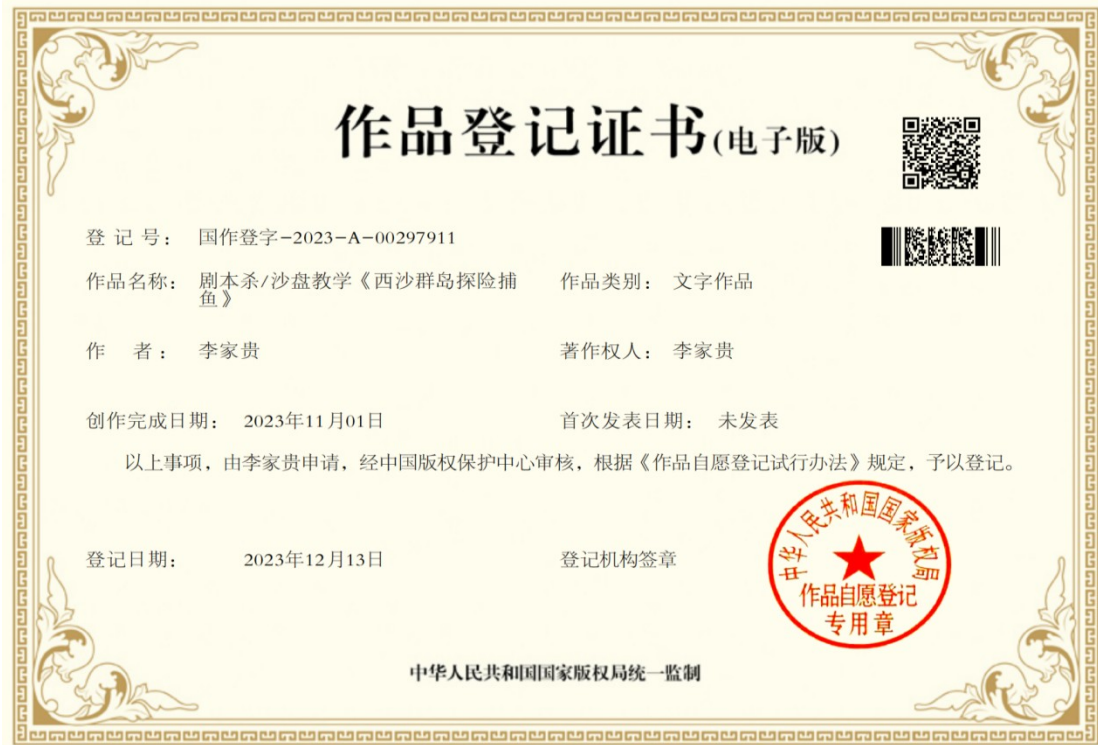 作品登记证书(电子版)
登 记 号： 国作登字-2023-A-00297911
作品名称： 剧本杀/沙盘教学《西沙群岛探险捕
鱼》
作品类别： 文字作品
作 者： 李家贵
著作权人： 李家贵
创作完成日期： 2023年11月01日
首次发表日期： 未发表
以上事项，由李家贵申请，经中国版权保护中心审核，根据《作品自愿登记试行办法》规定，予以登记。
登记日期： 2023年12月13日
登记机构签章
中华人民共和国国家版权局
作品自愿登记
专用章
中华人民共和国国家版权局统一监制